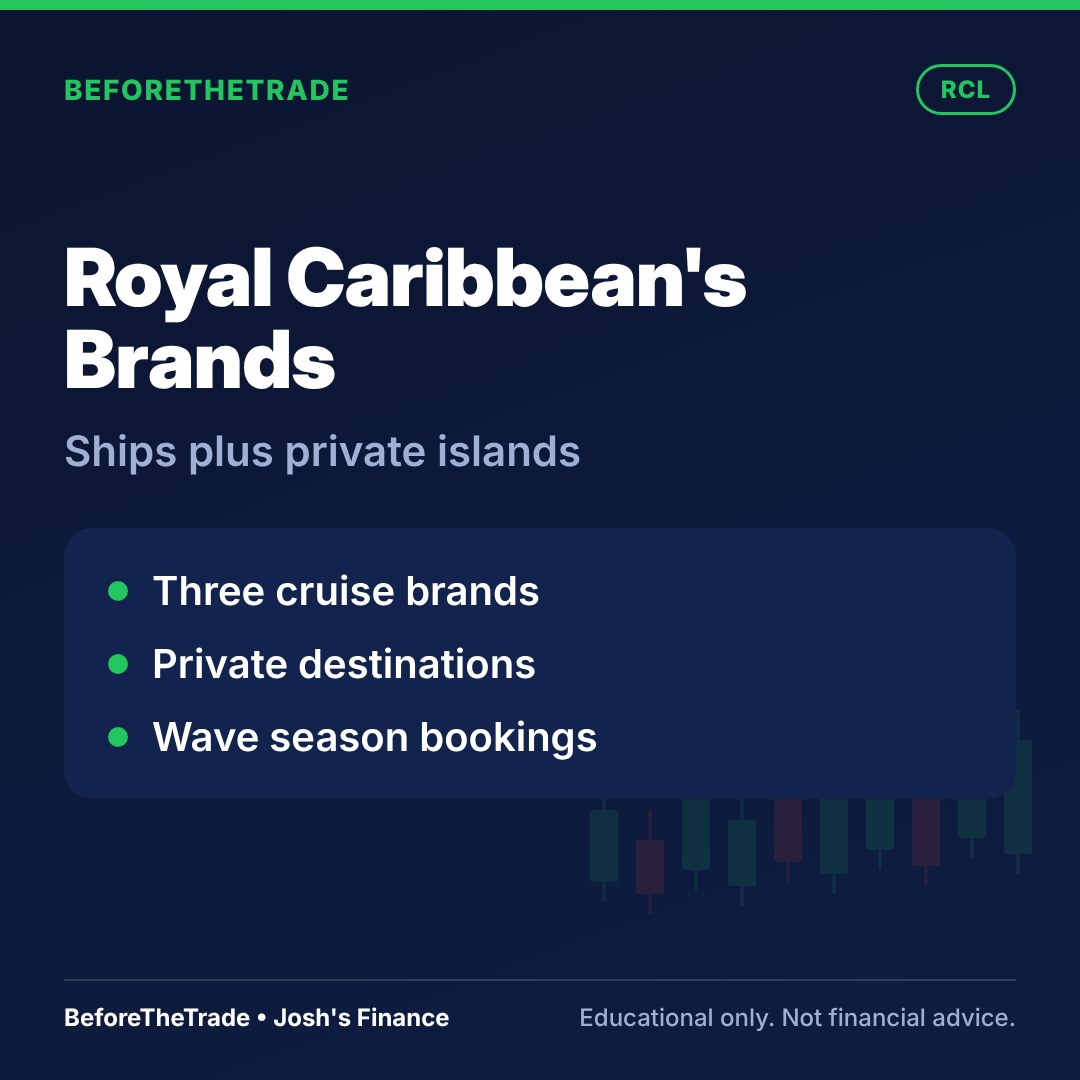 BEFORETHETRADE
RCL
Royal Caribbean's
Brands
Ships plus private islands
Three cruise brands
Private destinations
Wave season bookings
BeforeTheTrade • Josh's Finance
Educational only. Not financial advice.